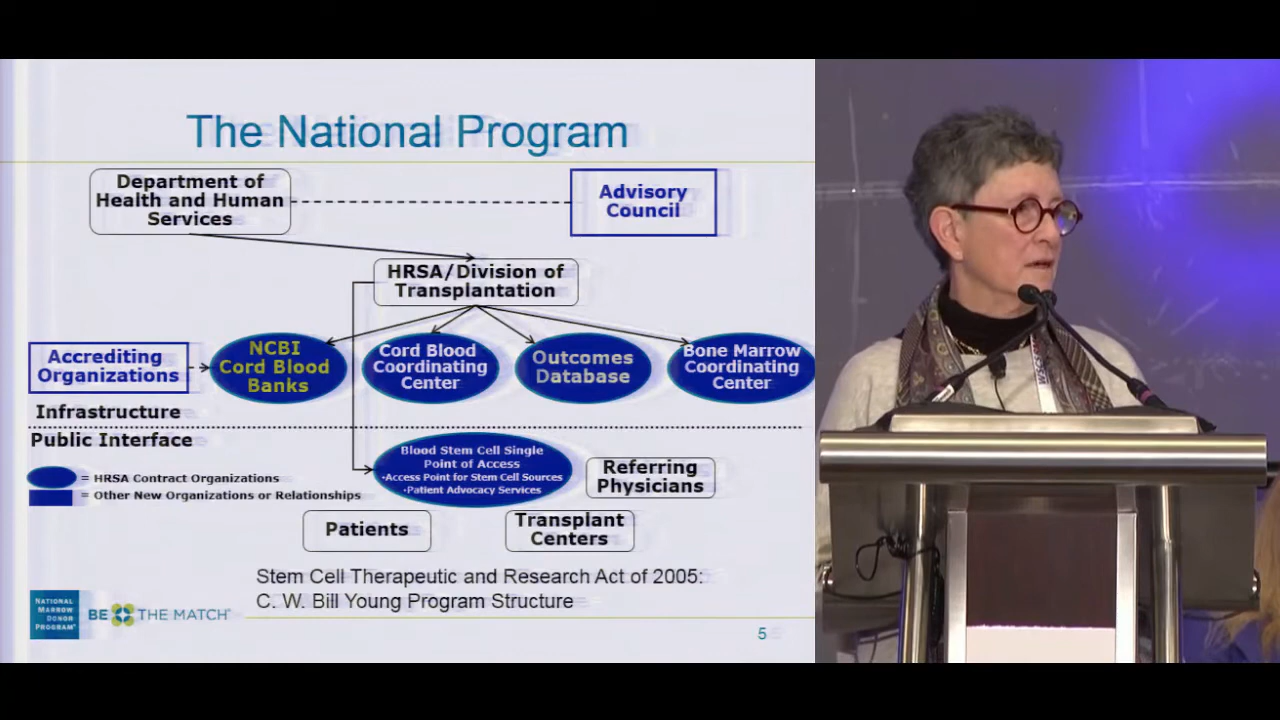 The National Program
Department of
Health and Human
Services
Advisory
Council
HRSA/Division of
Transplantation
Accrediting
Organizations
NCBI
Cord Blood
Banks
Cord Blood
Coordinating
Center
Outcomes
Database
Bone Marrow
Coordinating
Center
Infrastructure
Public Interface
Blood Stem Cell Single
Point of Access
•Access Point for Stem Cell Sources
•Patient Advocacy Services
= HRSA Contract Organizations
= Other New Organizations or Relationships
Referring
Physicians
Patients
Transplant
Centers
Stem Cell Therapeutic and Research Act of 2005:
C. W. Bill Young Program Structure
NATIONAL
MARROW
DONOR
PROGRAM®
BE THE MATCH®
5